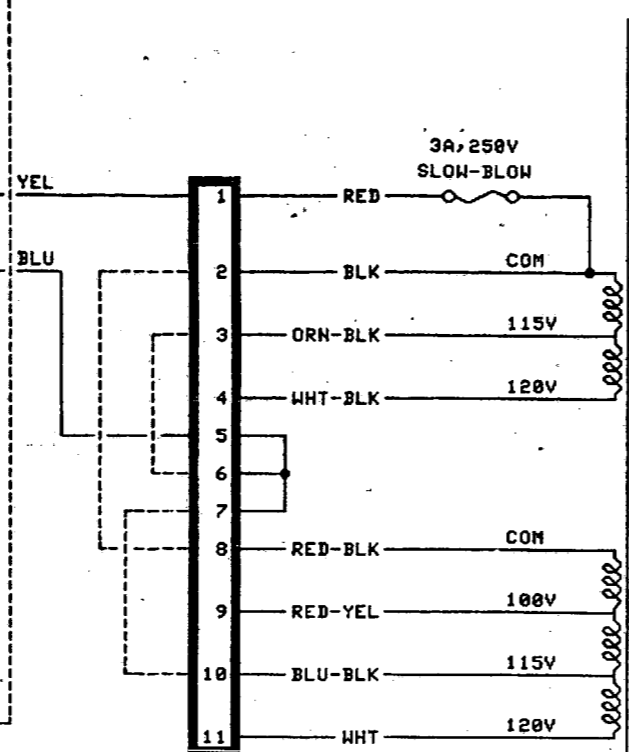 3A,250V
SLOW-BLOW
YEL
1
RED
BLU
2
BLK
COM
3
ORN-BLK
115V
4
WHT-BLK
120V
5
6
7
8
RED-BLK
COM
9
RED-YEL
100V
10
BLU-BLK
115V
11
WHT
120V